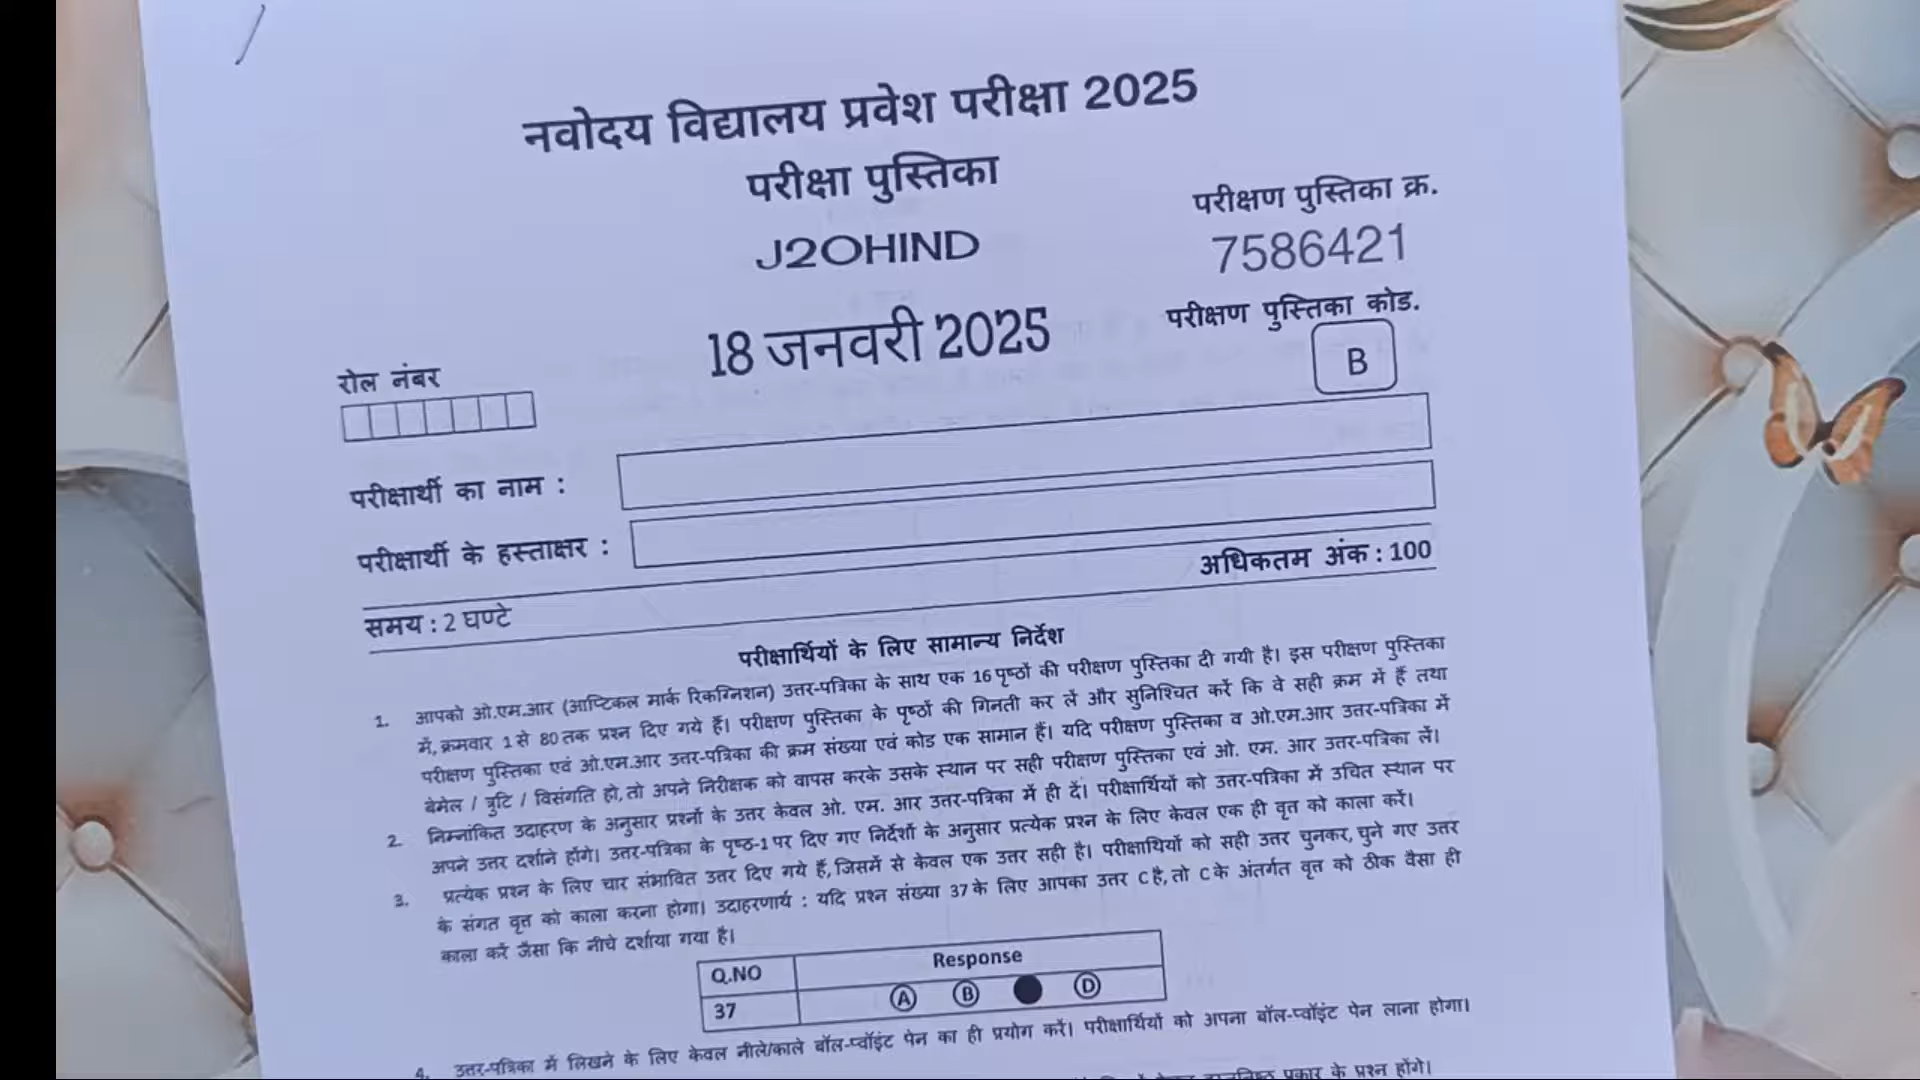 नवोदय विद्यालय प्रवेश परीक्षा 2025
परीक्षा पुस्तिका
परीक्षण पुस्तिका क्र.
J2OHIND
7586421
18 जनवरी 2025
परीक्षण पुस्तिका कोड.
B
रोल नंबर
परीक्षार्थी का नाम :
परीक्षार्थी के हस्ताक्षर :
अधिकतम अंक : 100
समय : 2 घण्टे
परीक्षार्थियों के लिए सामान्य निर्देश
1. आपको ओ.एम.आर (आप्टिकल मार्क रिकग्निशन) उत्तर-पत्रिका के साथ एक 16 पृष्ठों की परीक्षण पुस्तिका दी गयी है। इस परीक्षण पुस्तिका
में, क्रमवार 1 से 80 तक प्रश्न दिए गये हैं। परीक्षण पुस्तिका के पृष्ठों की गिनती कर लें और सुनिश्चित करें कि वे सही क्रम में हैं तथा
परीक्षण पुस्तिका एवं ओ.एम.आर उत्तर-पत्रिका की क्रम संख्या एवं कोड एक सामान हैं। यदि परीक्षण पुस्तिका व ओ.एम.आर उत्तर-पत्रिका में
बेमेल / त्रुटि / विसंगति हो, तो अपने निरीक्षक को वापस करके उसके स्थान पर सही परीक्षण पुस्तिका एवं ओ. एम. आर उत्तर-पत्रिका लें।
2. निम्नांकित उदाहरण के अनुसार प्रश्नों के उत्तर केवल ओ. एम. आर उत्तर-पत्रिका में ही दें। परीक्षार्थियों को उत्तर-पत्रिका में उचित स्थान पर
अपने उत्तर दर्शाने होंगे। उत्तर-पत्रिका के पृष्ठ-1 पर दिए गए निर्देशों के अनुसार प्रत्येक प्रश्न के लिए केवल एक ही वृत को काला करें।
3. प्रत्येक प्रश्न के लिए चार संभावित उत्तर दिए गये हैं, जिसमें से केवल एक उत्तर सही है। परीक्षाथियों को सही उत्तर चुनकर, चुने गए उत्तर
के संगत वृत्त को काला करना होगा। उदाहरणार्थ : यदि प्रश्न संख्या 37 के लिए आपका उत्तर C है, तो C के अंतर्गत वृत्त को ठीक वैसा ही
काला करें जैसा कि नीचे दर्शाया गया है।
Q.NO Response
37 A B D
4. उत्तर-पत्रिका में लिखने के लिए केवल नीले/काले बॉल-प्वॉइंट पेन का ही प्रयोग करें। परीक्षार्थियों को अपना बॉल-प्वॉइंट पेन लाना होगा।
प्रकार के प्रश्न होंगे।